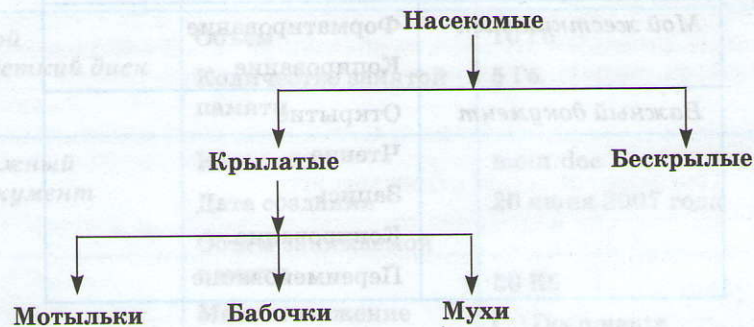 Насекомые
Крылатые Бескрылые
Мотыльки Бабочки Мухи